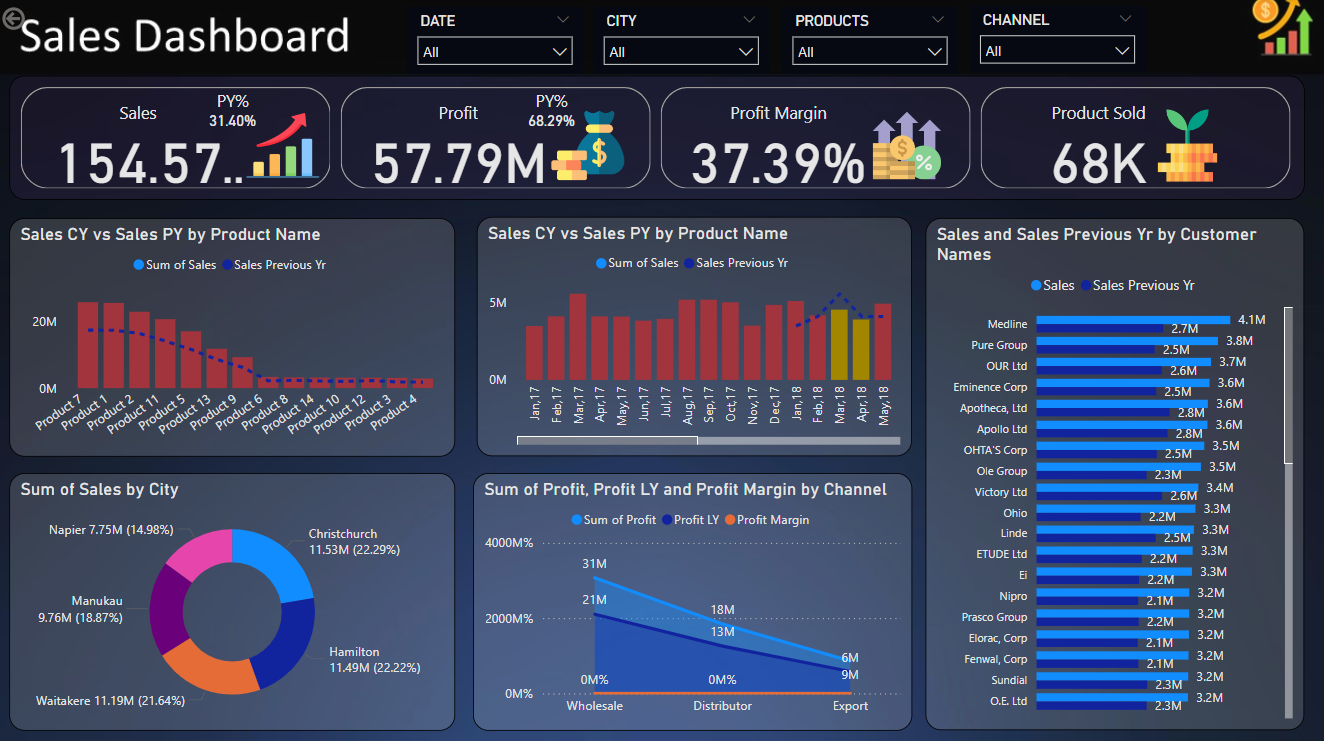 Sales Dashboard
DATE
All
CITY
All
PRODUCTS
All
CHANNEL
All
Sales
PY%
31.40%
154.57..
Profit
PY%
68.29%
57.79M
Profit Margin
37.39%
Product Sold
68K
Sales CY vs Sales PY by Product Name
Sum of Sales Sales Previous Yr
20M
0M
Product 7
Product 1
Product 2
Product 11
Product 5
Product 13
Product 9
Product 6
Product 8
Product 14
Product 10
Product 12
Product 3
Product 4
Sales CY vs Sales PY by Product Name
Sum of Sales Sales Previous Yr
5M
0M
Jan,17
Feb,17
Mar,17
Apr,17
May,17
Jun,17
Jul,17
Aug,17
Sep,17
Oct,17
Nov,17
Dec,17
Jan,18
Feb,18
Mar,18
Apr,18
May,18
Sales and Sales Previous Yr by Customer
Names
Sales Sales Previous Yr
Medline 4.1M
2.7M
Pure Group 3.8M
2.5M
OUR Ltd 3.7M
2.6M
Eminence Corp 3.6M
2.5M
Apotheca, Ltd 3.6M
2.8M
Apollo Ltd 3.6M
2.8M
OHTA'S Corp 3.5M
2.5M
Ole Group 3.5M
2.3M
Victory Ltd 3.4M
2.6M
Ohio 3.3M
2.2M
Linde 3.3M
2.5M
ETUDE Ltd 3.3M
2.2M
Ei 3.3M
2.2M
Nipro 3.2M
2.1M
Prasco Group 3.2M
2.2M
Elorac, Corp 3.2M
2.1M
Fenwal, Corp 3.2M
2.1M
Sundial 3.2M
2.3M
O.E. Ltd 3.2M
2.3M
Sum of Sales by City
Napier 7.75M (14.98%)
Christchurch
11.53M (22.29%)
Manukau
9.76M (18.87%)
Hamilton
11.49M (22.22%)
Waitakere 11.19M (21.64%)
Sum of Profit, Profit LY and Profit Margin by Channel
Sum of Profit Profit LY Profit Margin
4000M%
2000M%
0M%
31M
21M
0M%
18M
13M
0M%
6M
9M
Wholesale
Distributor
Export